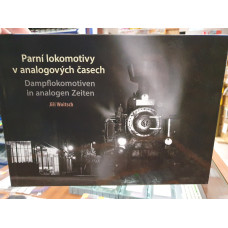 Parní lokomotivy
v analogových časech
Dampflokomotiven
in analogen Zeiten
Jiří Woitsch